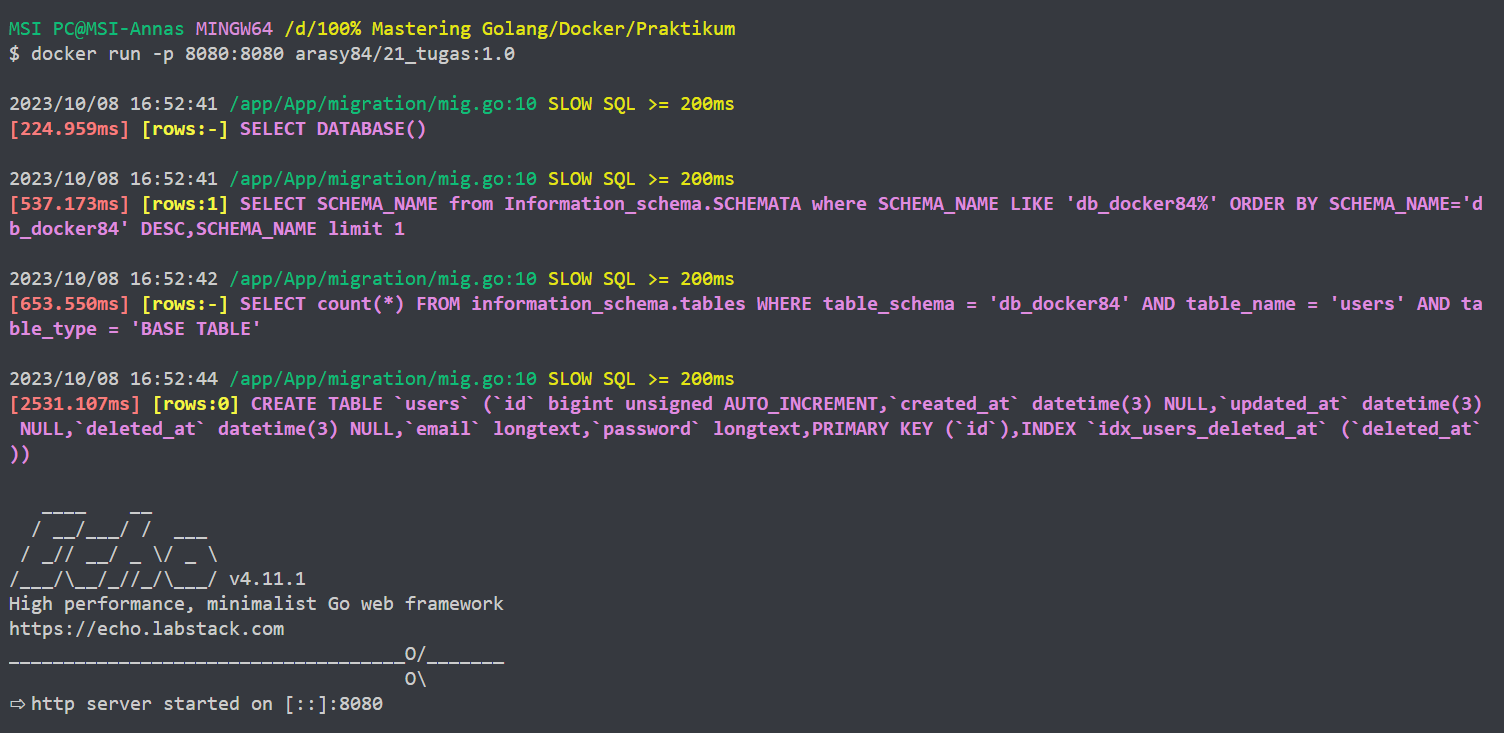 MSI PC@MSI-Annas MINGW64 /d/100% Mastering Golang/Docker/Praktikum
$ docker run -p 8080:8080 arasy84/21_tugas:1.0

2023/10/08 16:52:41 /app/App/migration/mig.go:10 SLOW SQL >= 200ms
[224.959ms] [rows:-] SELECT DATABASE()

2023/10/08 16:52:41 /app/App/migration/mig.go:10 SLOW SQL >= 200ms
[537.173ms] [rows:1] SELECT SCHEMA_NAME from Information_schema.SCHEMATA where SCHEMA_NAME LIKE 'db_docker84%' ORDER BY SCHEMA_NAME='d
b_docker84' DESC,SCHEMA_NAME limit 1

2023/10/08 16:52:42 /app/App/migration/mig.go:10 SLOW SQL >= 200ms
[653.550ms] [rows:-] SELECT count(*) FROM information_schema.tables WHERE table_schema = 'db_docker84' AND table_name = 'users' AND ta
ble_type = 'BASE TABLE'

2023/10/08 16:52:44 /app/App/migration/mig.go:10 SLOW SQL >= 200ms
[2531.107ms] [rows:0] CREATE TABLE `users` (`id` bigint unsigned AUTO_INCREMENT,`created_at` datetime(3) NULL,`updated_at` datetime(3)
 NULL,`deleted_at` datetime(3) NULL,`email` longtext,`password` longtext,PRIMARY KEY (`id`),INDEX `idx_users_deleted_at` (`deleted_at`
))

   ____    __
  / __/___/ /  ___
 / _// __/ _ \/ _ \
/___/\__/_//_/\___/ v4.11.1
High performance, minimalist Go web framework
https://echo.labstack.com
____________________________________O/_______
                                    O\
⇨ http server started on [::]:8080